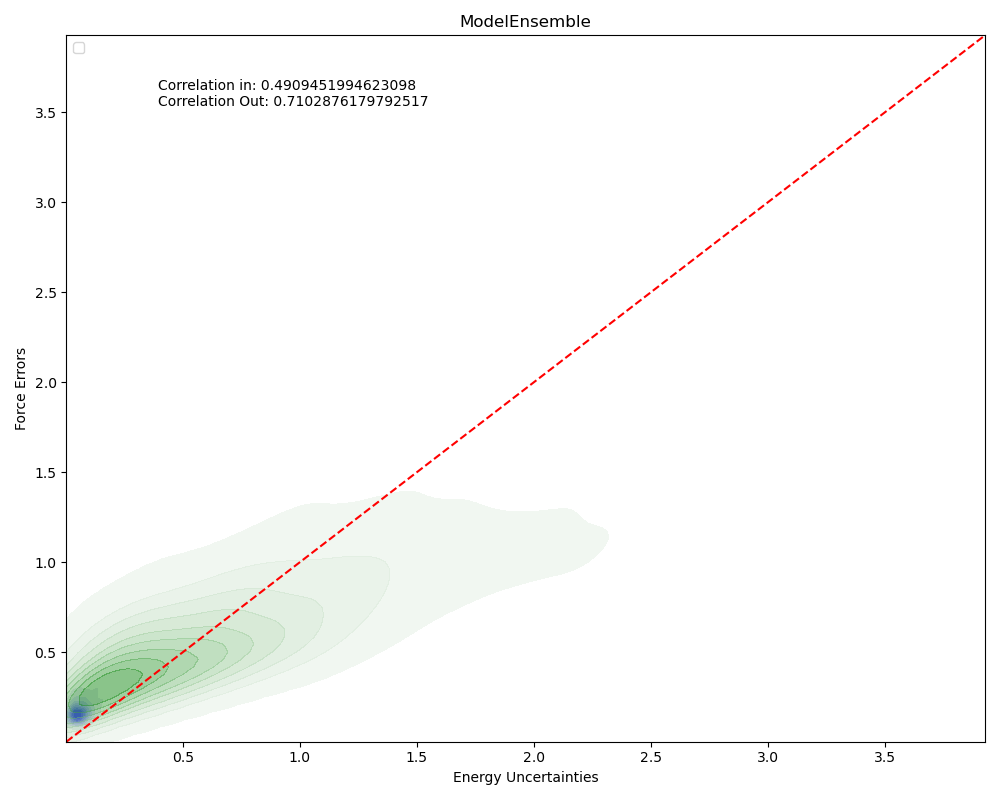 ModelEnsemble
Correlation in: 0.4909451994623098
Correlation Out: 0.7102876179792517
3.5
3.0
2.5
2.0
1.5
1.0
0.5
Force Errors
0.5 1.0 1.5 2.0 2.5 3.0 3.5
Energy Uncertainties